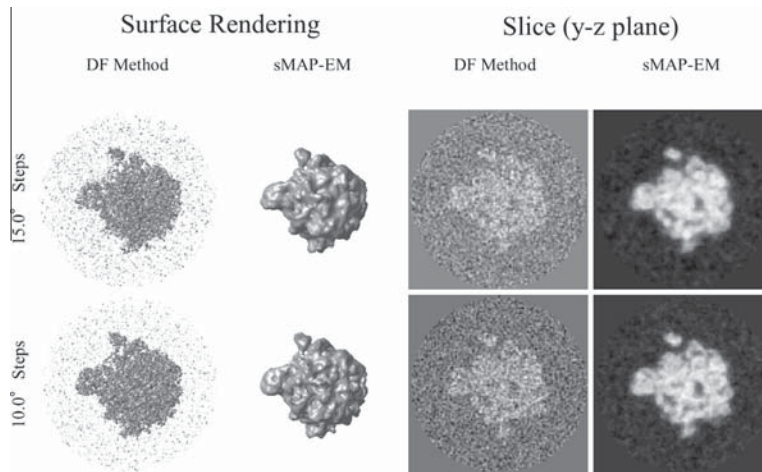 Surface Rendering
Slice (y-z plane)
DF Method
sMAP-EM
DF Method
sMAP-EM
15.0° Steps
10.0° Steps